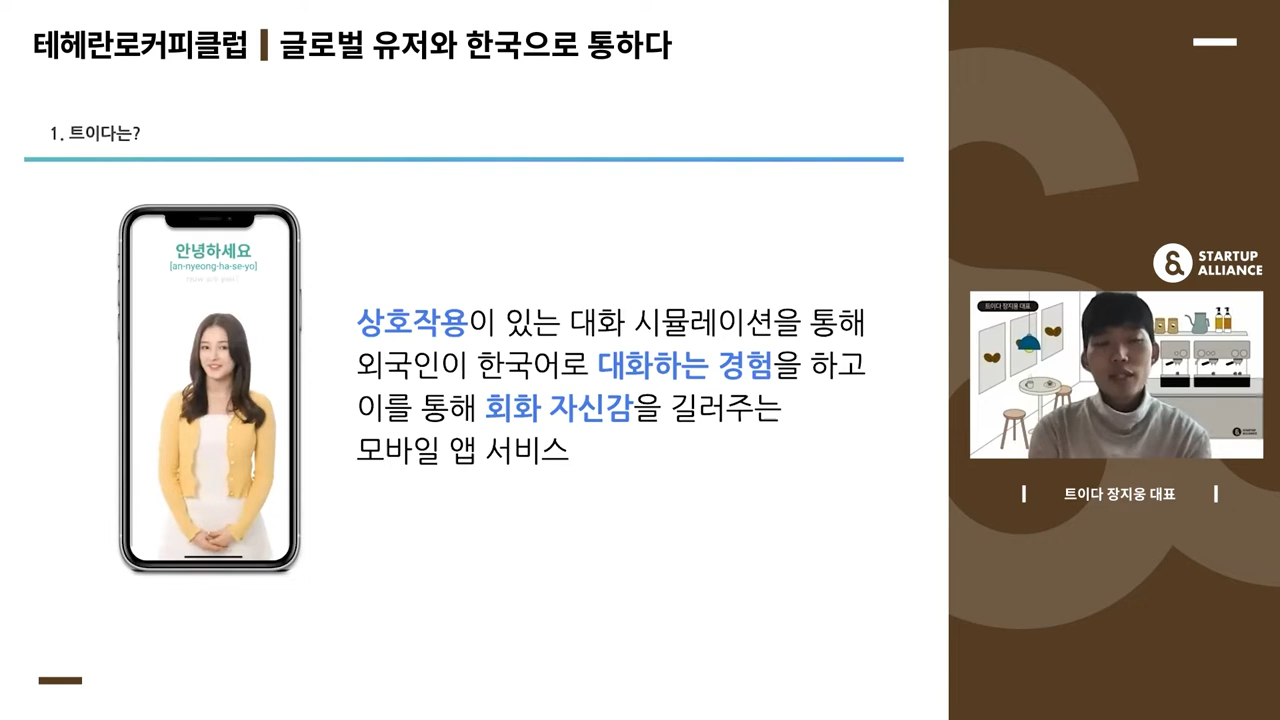 테헤란로커피클럽 | 글로벌 유저와 한국으로 통하다
1. 트이다는?
안녕하세요
[an-nyeong-ha-se-yo]
상호작용이 있는 대화 시뮬레이션을 통해
외국인이 한국어로 대화하는 경험을 하고
이를 통해 회화 자신감을 길러주는
모바일 앱 서비스
STARTUP
ALLIANCE
트이다 장지웅 대표
STARTUP
ALLIANCE
트이다 장지웅 대표